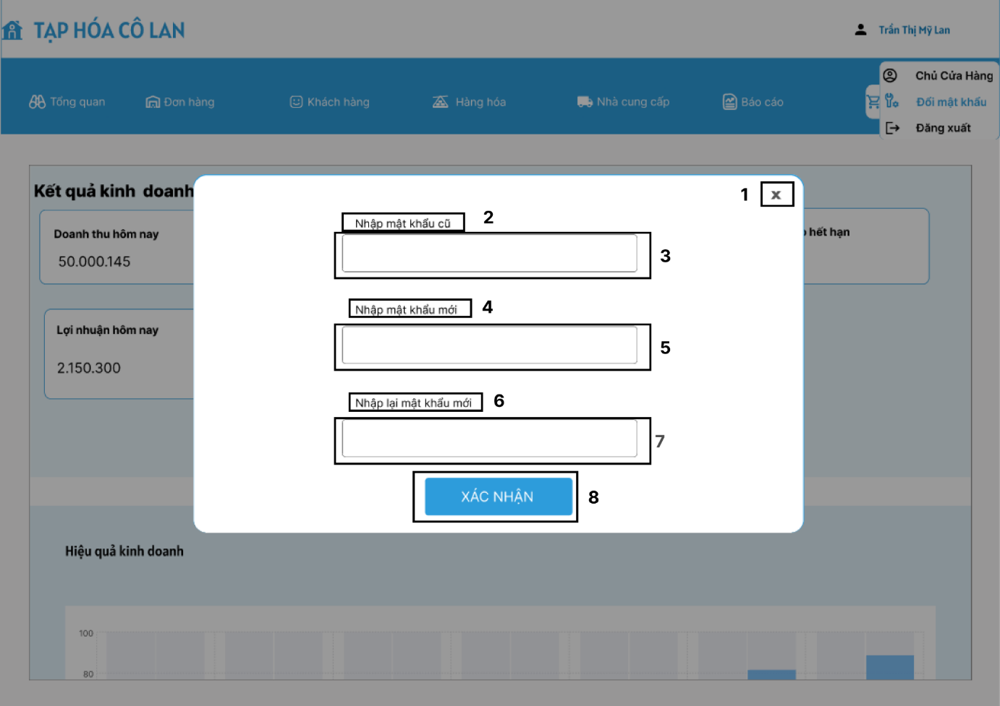 TẠP HÓA CÔ LAN
Trần Thị Mỹ Lan
Tổng quan
Đơn hàng
Khách hàng
Hàng hóa
Nhà cung cấp
Báo cáo
Chủ Cửa Hàng
Đổi mật khẩu
Đăng xuất
Kết quả kinh doanh
Doanh thu hôm nay
50.000.145
hết hạn
Lợi nhuận hôm nay
2.150.300
1
x
Nhập mật khẩu cũ
2
3
Nhập mật khẩu mới
4
5
Nhập lại mật khẩu mới
6
7
XÁC NHẬN
8
Hiệu quả kinh doanh
100
80